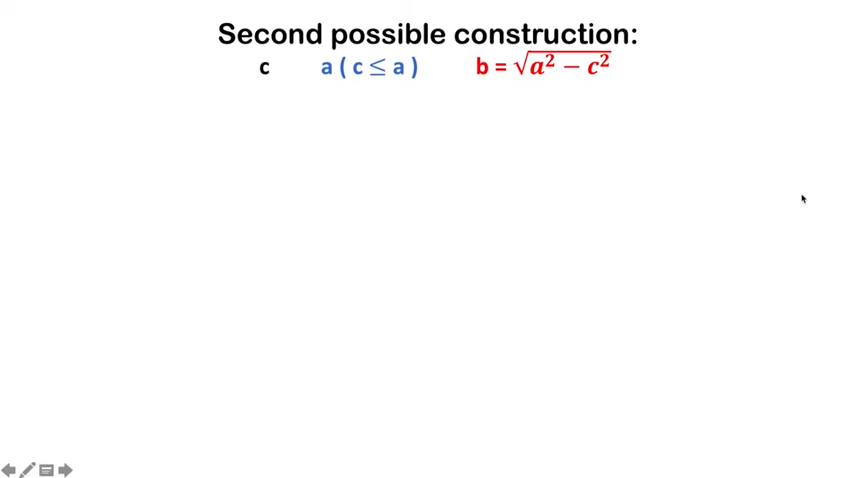 Second possible construction:
c a ( c ≤ a ) b = √a² − c²